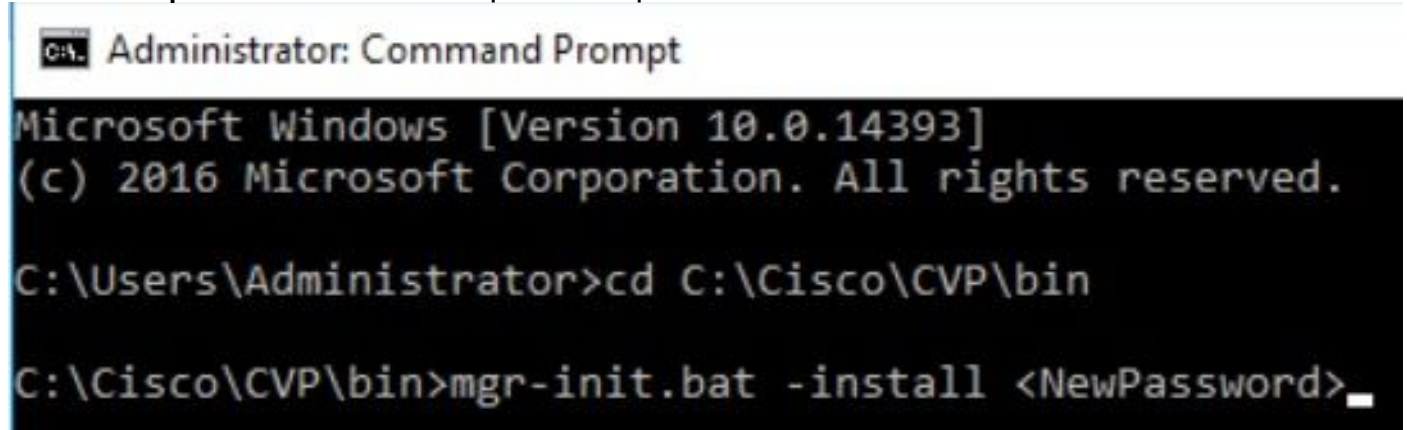 Administrator: Command Prompt
Microsoft Windows [Version 10.0.14393]
(c) 2016 Microsoft Corporation. All rights reserved.
C:\Users\Administrator>cd C:\Cisco\CVP\bin
C:\Cisco\CVP\bin>mgr-init.bat -install <NewPassword>